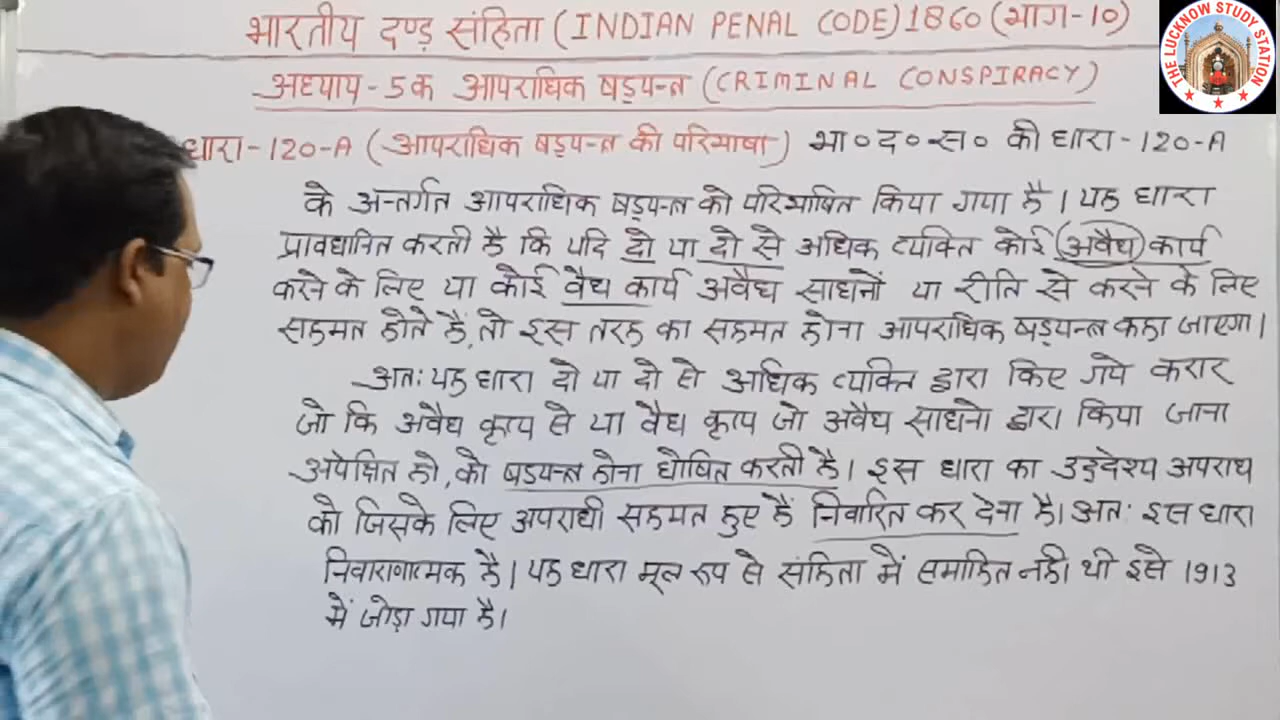 भारतीय दण्ड़ संहिता (INDIAN PENAL CODE) 1860 (भाग-10)
THE LUCKNOW STUDY STATION
अध्याय-5क आपराधिक षड़्यन्त्र (CRIMINAL CONSPIRACY)
धारा-120-A (आपराधिक षड़्यन्त्र की परिभाषा) भा०द०स० की धारा-120-A
के अन्तर्गत आपराधिक षड़्यन्त्र को परिभाषित किया गया है। यह धारा
प्रावधानित करती है कि यदि दो या दो से अधिक व्यक्ति कोई अवैध कार्य
करने के लिए या कोई वैध कार्य अवैध साधनों या रीति से करने के लिए
सहमत होते हैं, तो इस तरह का सहमत होना आपराधिक षड़्यन्त्र कहा जाएगा।
अतः यह धारा दो या दो से अधिक व्यक्ति द्वारा किए गये करार
जो कि अवैध कृत्य से या वैध कृत्य जो अवैध साधनो द्वारा किया जाना
अपेक्षित हो, को षडयन्त्र होना घोषित करती है। इस धारा का उद्देश्य अपराध
को जिसके लिए अपराधी सहमत हुए हैं निवारित कर देना है। अतः इस धारा
निवाराणात्मक है। यह धारा मूल रूप से संहिता में समाहित नही थी इसे 1913
में जोड़ा गया है।